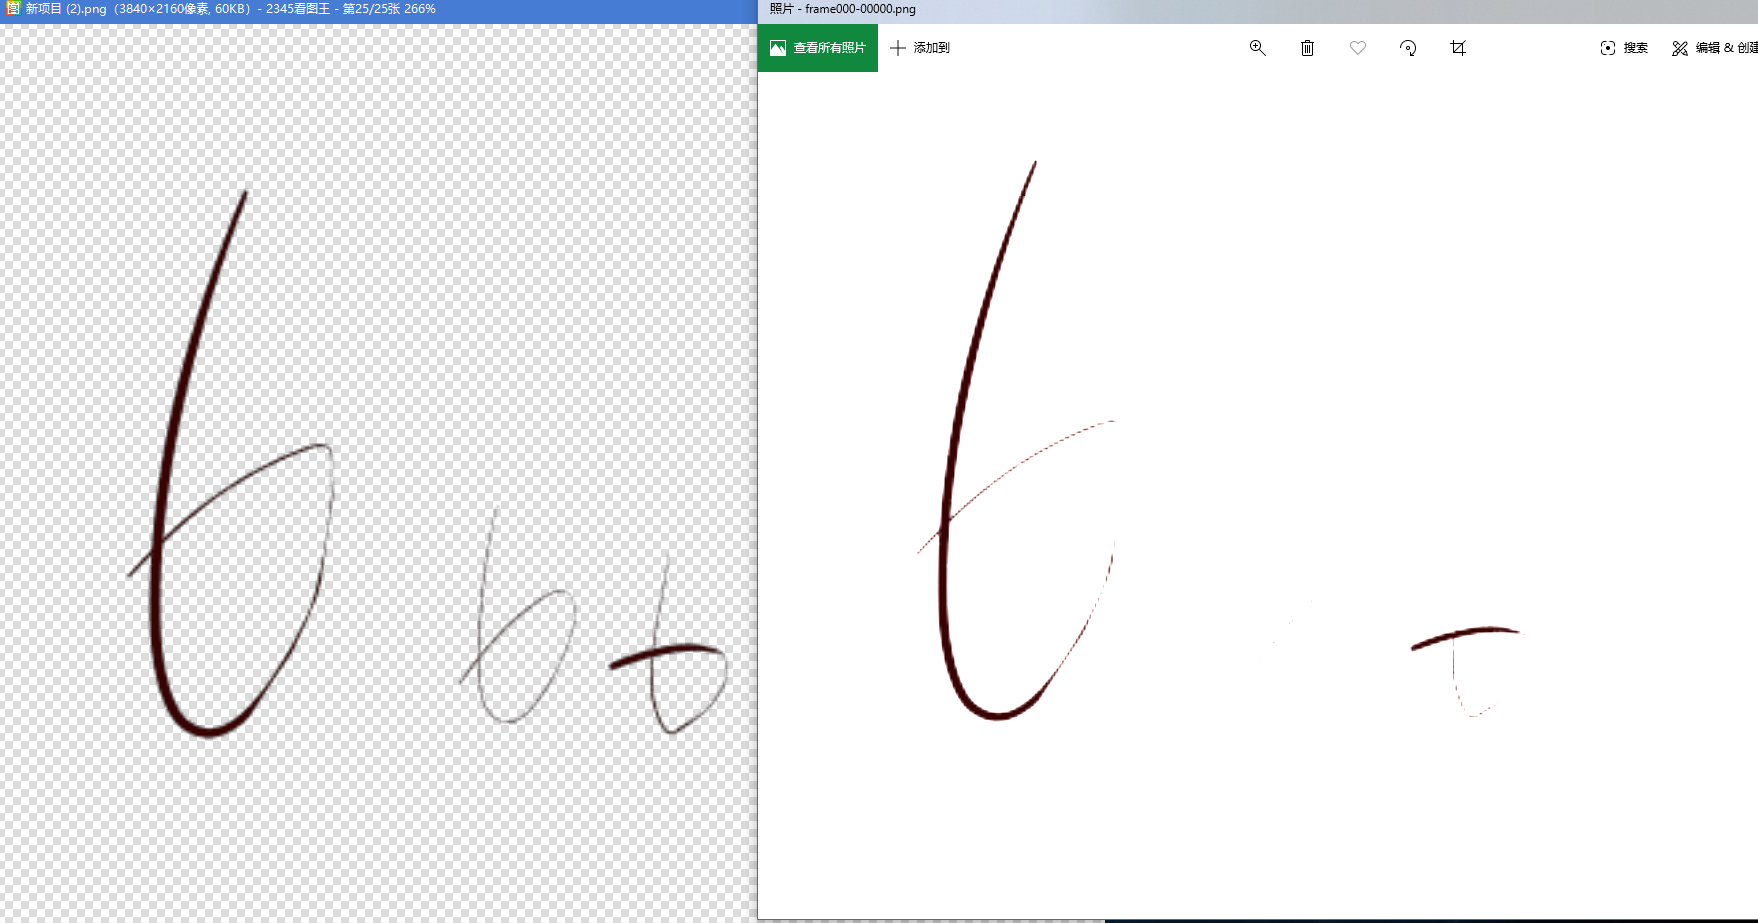 新项目 (2).png（3840×2160像素, 60KB）- 2345看图王 - 第25/25张 266%
照片 - frame000-00000.png
查看所有照片 添加到 搜索 编辑 & 创建